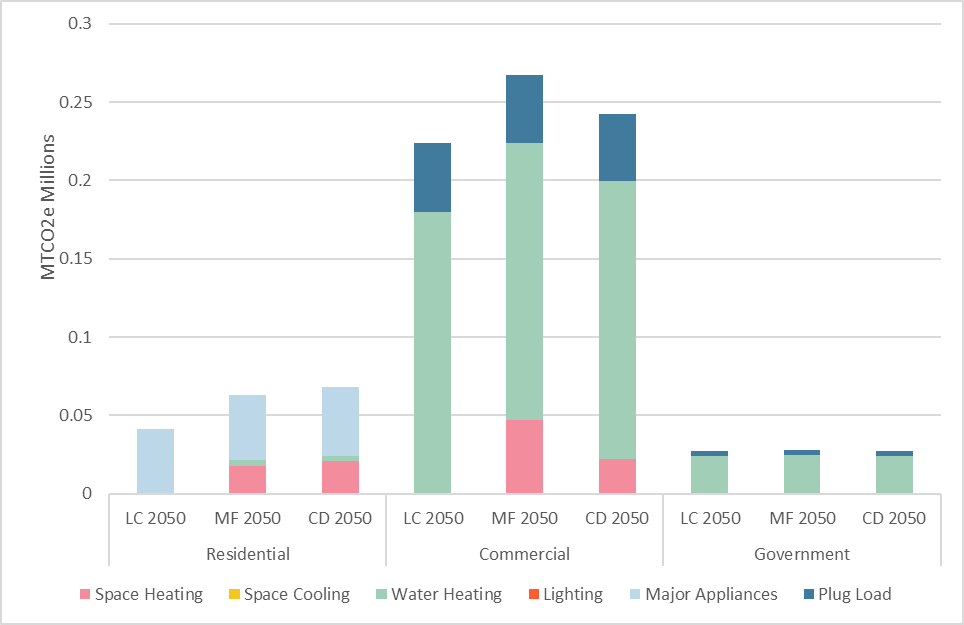 0.3
0.25
0.2
0.15
0.1
0.05
0
MTCO2e Millions
LC 2050 MF 2050 CD 2050 LC 2050 MF 2050 CD 2050 LC 2050 MF 2050 CD 2050
Residential Commercial Government
Space Heating Space Cooling Water Heating Lighting Major Appliances Plug Load